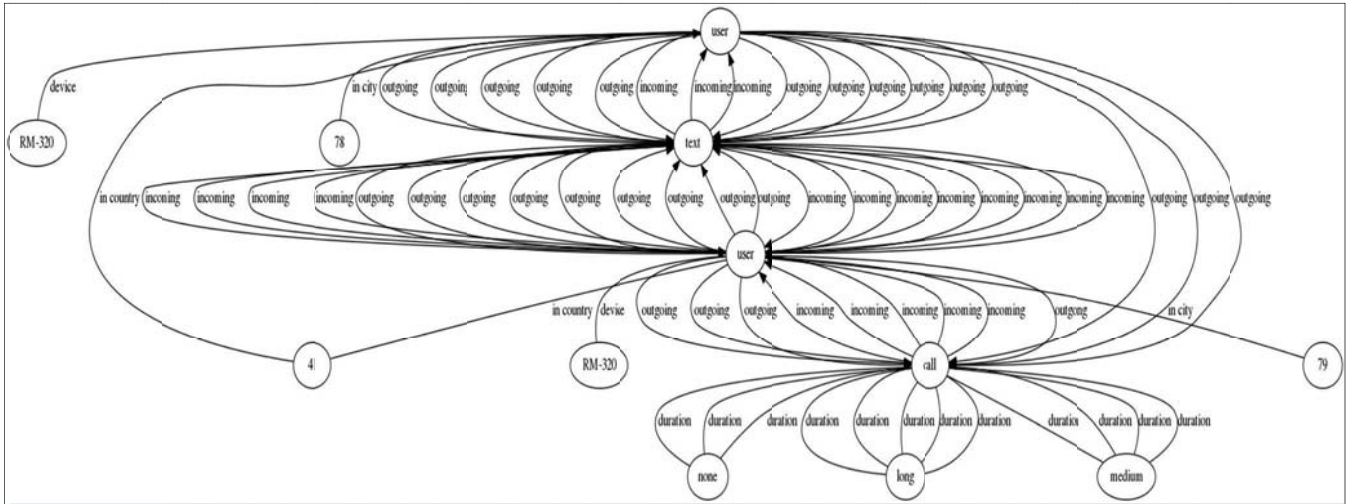 user
device in city outgoing outgoing outgoing outgoing outgoing incoming incoming incoming outgoing outgoing outgoing outgoing outgoing
RM-320 78 text
in country incoming incoming incoming incoming outgoing outgoing outgoing outgoing outgoing outgoing outgoing outgoing outgoing incoming incoming incoming incoming incoming incoming incoming outgoing outgoing outgoing
user
in country device outgoing outgoing outgoing incoming incoming incoming incoming incoming outgong in city
4 RM-320 call 79
duration duration duration duration duration duration duration duration duration duration duration
none long medium